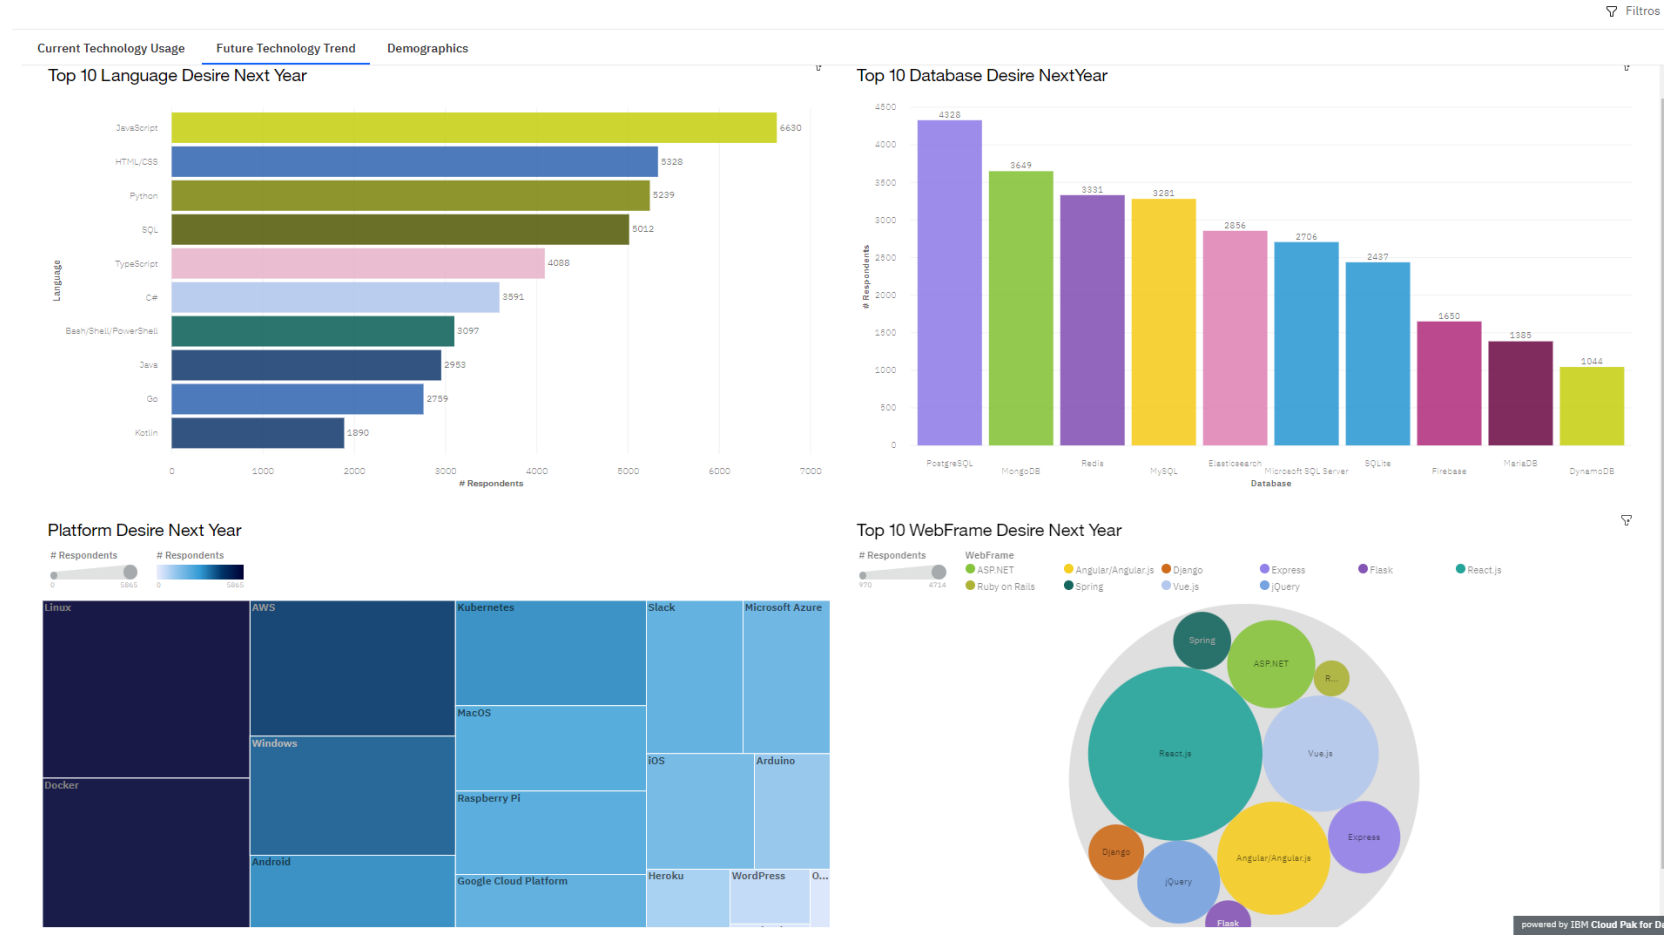 Filtros
Current Technology Usage
Future Technology Trend
Demographics
Top 10 Language Desire Next Year
Language
JavaScript
6630
HTML/CSS
5328
Python
5239
SQL
5012
TypeScript
4088
C#
3591
Bash/Shell/PowerShell
3097
Java
2953
Go
2759
Kotlin
1890
0 1000 2000 3000 4000 5000 6000 7000
# Respondents
Top 10 Database Desire NextYear
# Respondents
4500
4000
3500
3000
2500
2000
1500
1000
500
0
4328
3649
3331
3281
2856
2706
2437
1650
1385
1044
PostgreSQL
MongoDB
Redis
MySQL
Elasticsearch
Microsoft SQL Server
SQLite
Firebase
MariaDB
DynamoDB
Database
Platform Desire Next Year
# Respondents
0 5865
# Respondents
0 5865
Linux
Docker
AWS
Windows
Android
Kubernetes
MacOS
Raspberry Pi
Google Cloud Platform
Slack
Microsoft Azure
iOS
Arduino
Heroku
WordPress
O...
Top 10 WebFrame Desire Next Year
# Respondents
970 4714
WebFrame
ASP.NET
Angular/Angular.js
Django
Express
Flask
React.js
Ruby on Rails
Spring
Vue.js
jQuery
Spring
ASP.NET
R...
React.js
Vue.js
Express
Django
Angular/Angular.js
jQuery
Flask
powered by IBM Cloud Pak for Da